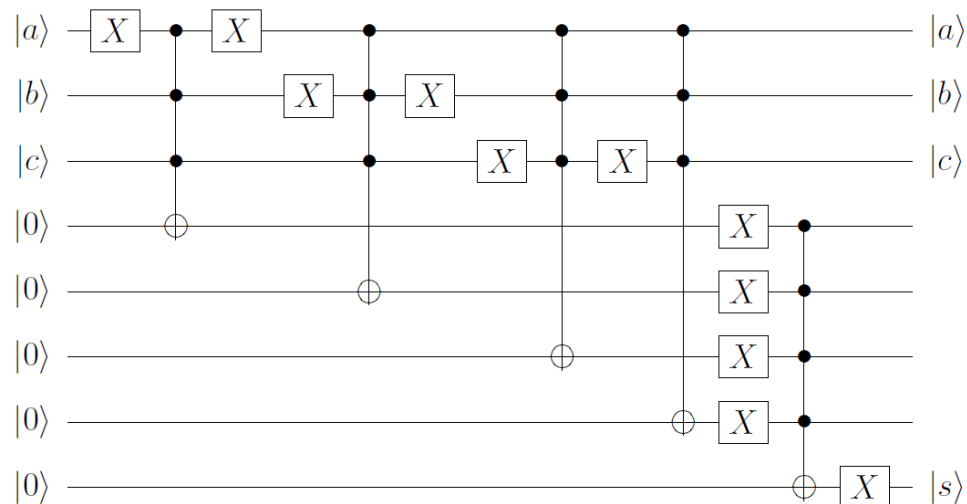 |a⟩ X X |a⟩
|b⟩ X X |b⟩
|c⟩ X X |c⟩
|0⟩ X
|0⟩ X
|0⟩ X
|0⟩ X
|0⟩ X |s⟩